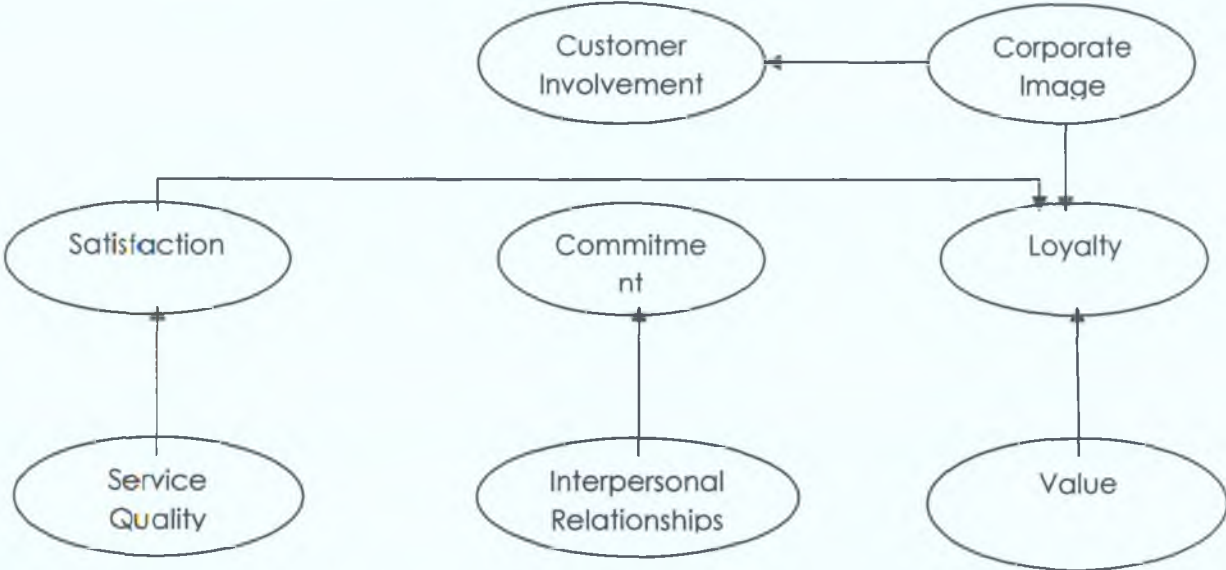 Customer
Involvement
Corporate
Image
Satisfaction
Commitme
nt
Loyalty
Service
Quality
Interpersonal
Relationships
Value